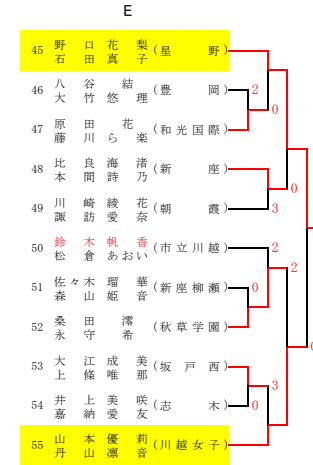 E
45 野口花梨 (星野)
石田真子
46 八谷結 (豊岡)
大竹悠理
2
0
47 原田花 (和光国際)
藤川ら楽
48 比良海渚 (新座)
本間詩乃
0
49 川崎綾花 (朝霞)
諏訪愛奈
3
50 鈴木帆香 (市立川越)
松倉あおい
2
2
51 佐々木瑠華 (新座柳瀬)
森山姫音
0
52 桑田澪 (秋草学園)
永守希
0
53 大江成美 (坂戸西)
上條唯那
3
54 井上美咲 (志木)
嘉納愛友
0
55 山本優莉 (川越女子)
丹山凛音